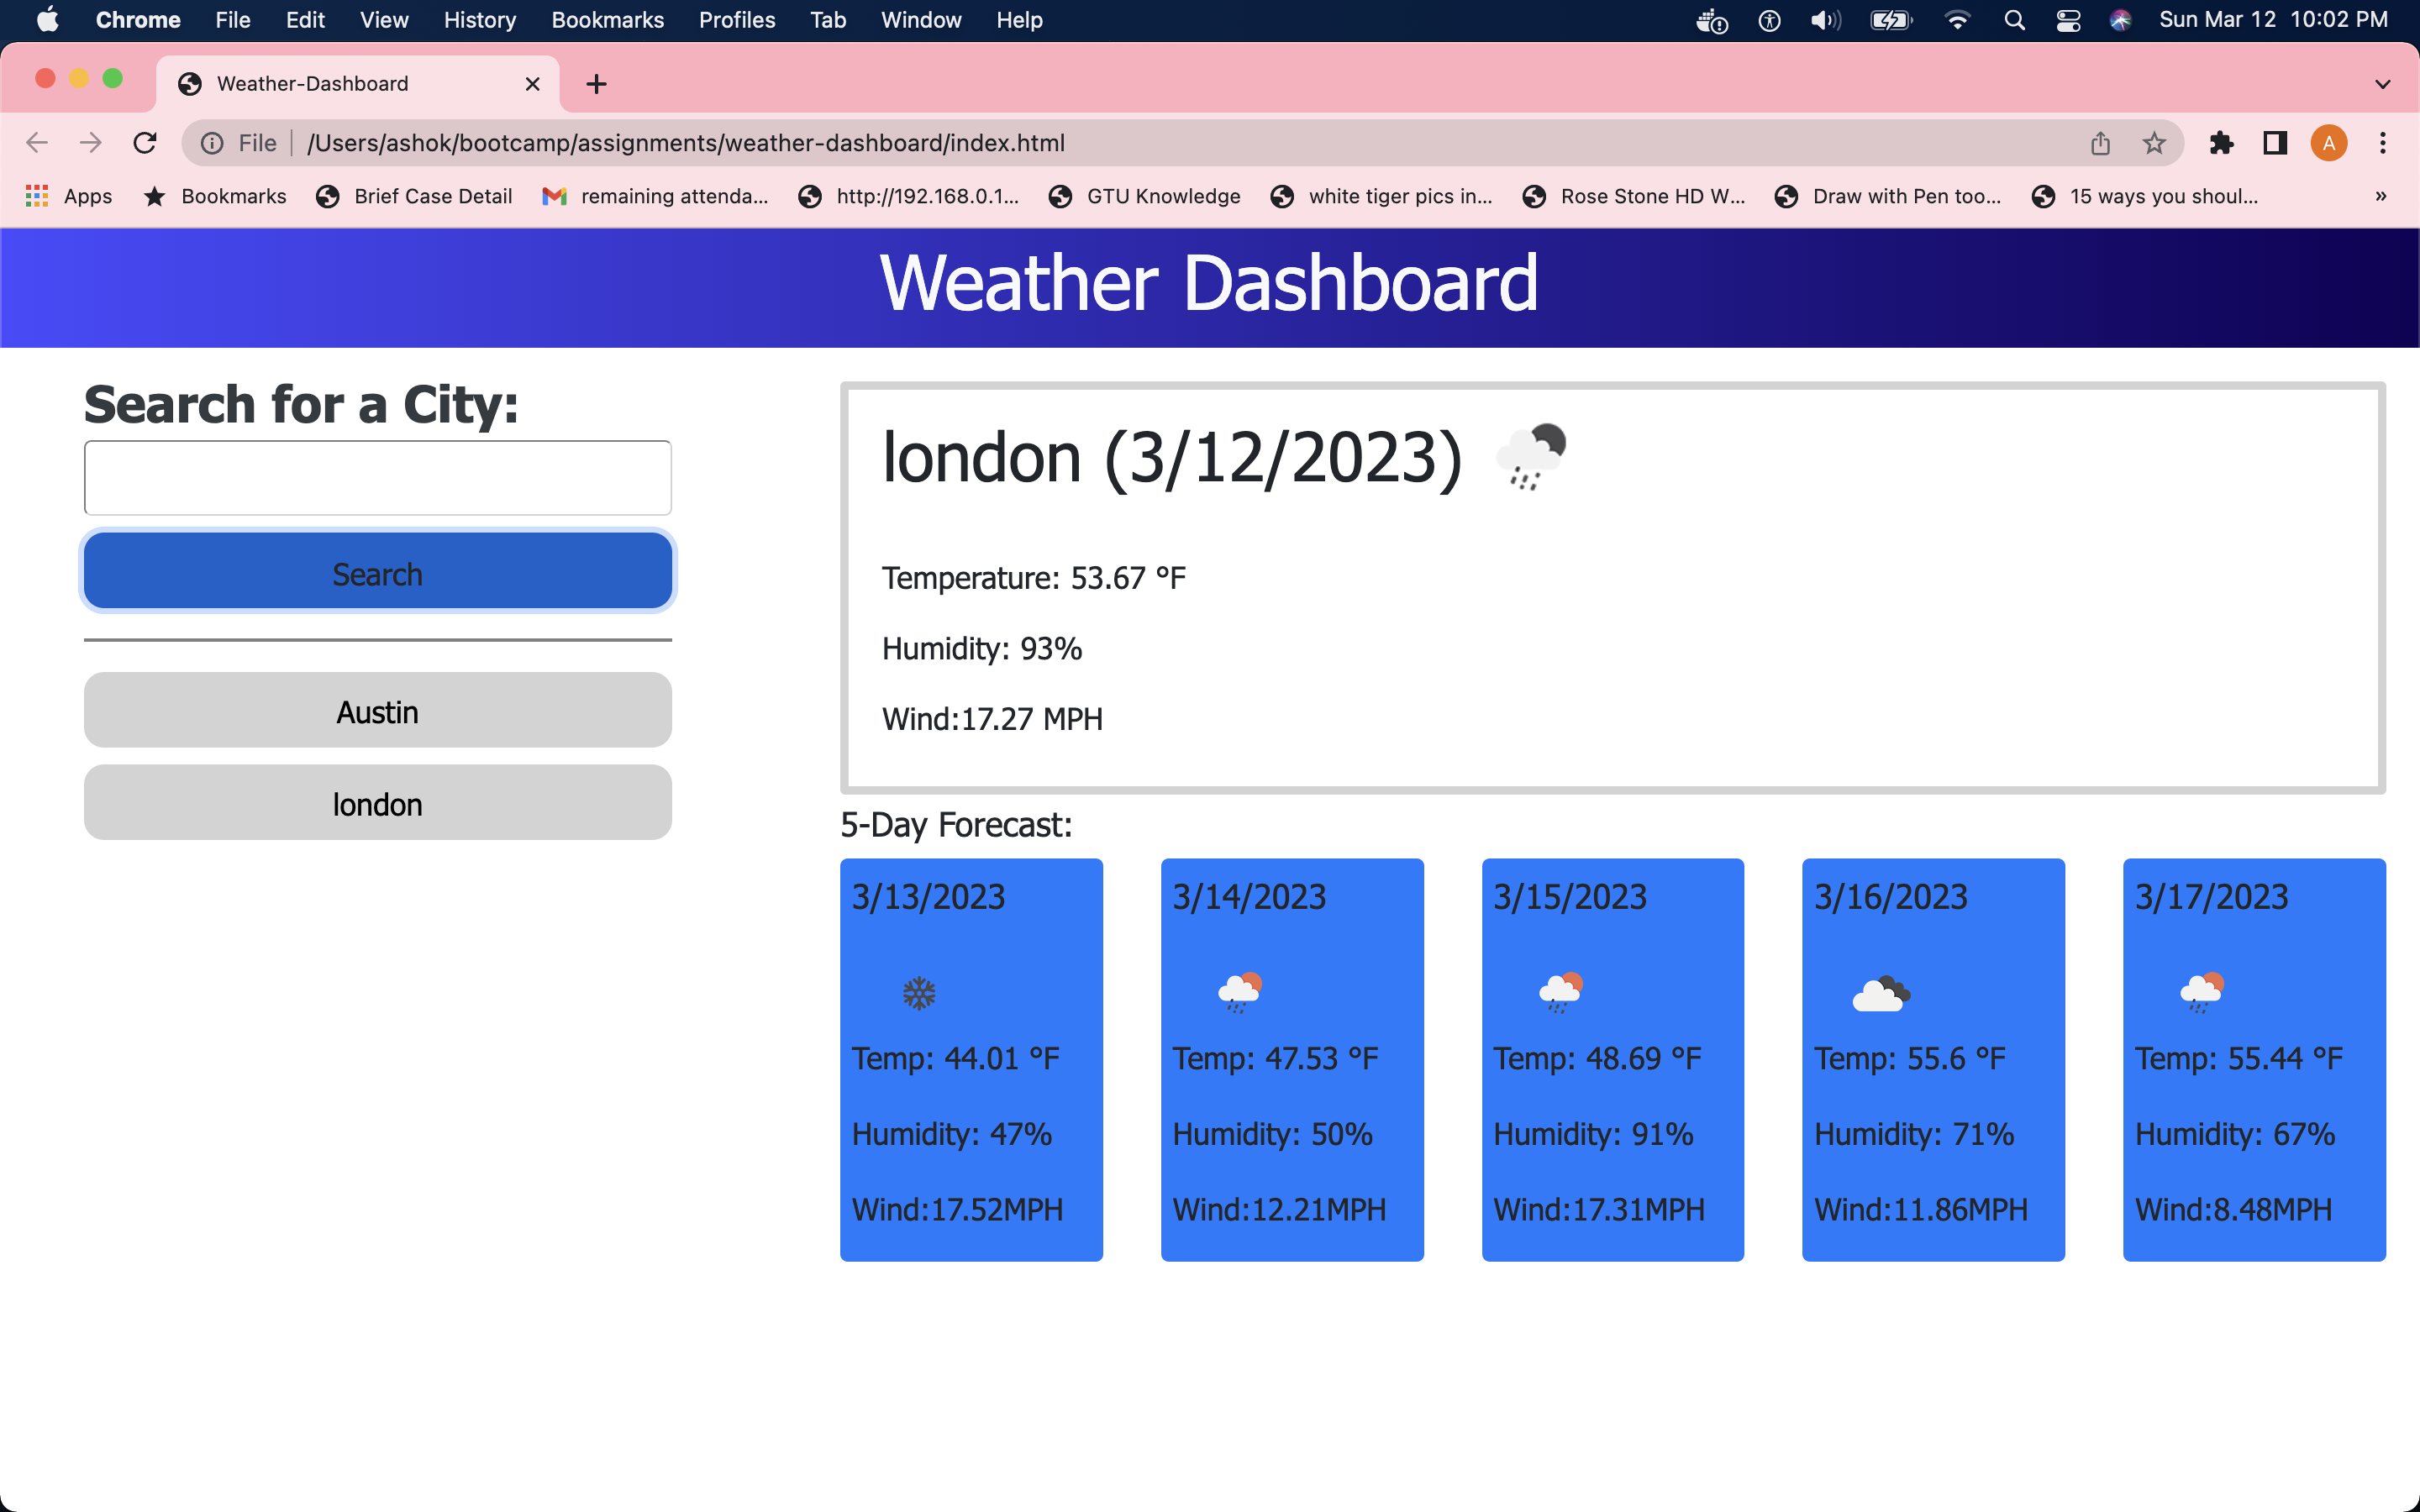 Chrome File Edit View History Bookmarks Profiles Tab Window Help Sun Mar 12 10:02 PM
Weather-Dashboard
File /Users/ashok/bootcamp/assignments/weather-dashboard/index.html A
Apps Bookmarks Brief Case Detail remaining attenda... http://192.168.0.1... GTU Knowledge white tiger pics in... Rose Stone HD W... Draw with Pen too... 15 ways you shoul... »
Weather Dashboard
Search for a City:
Search
Austin
london
london (3/12/2023)
Temperature: 53.67 °F
Humidity: 93%
Wind:17.27 MPH
5-Day Forecast:
3/13/2023
Temp: 44.01 °F
Humidity: 47%
Wind:17.52MPH
3/14/2023
Temp: 47.53 °F
Humidity: 50%
Wind:12.21MPH
3/15/2023
Temp: 48.69 °F
Humidity: 91%
Wind:17.31MPH
3/16/2023
Temp: 55.6 °F
Humidity: 71%
Wind:11.86MPH
3/17/2023
Temp: 55.44 °F
Humidity: 67%
Wind:8.48MPH